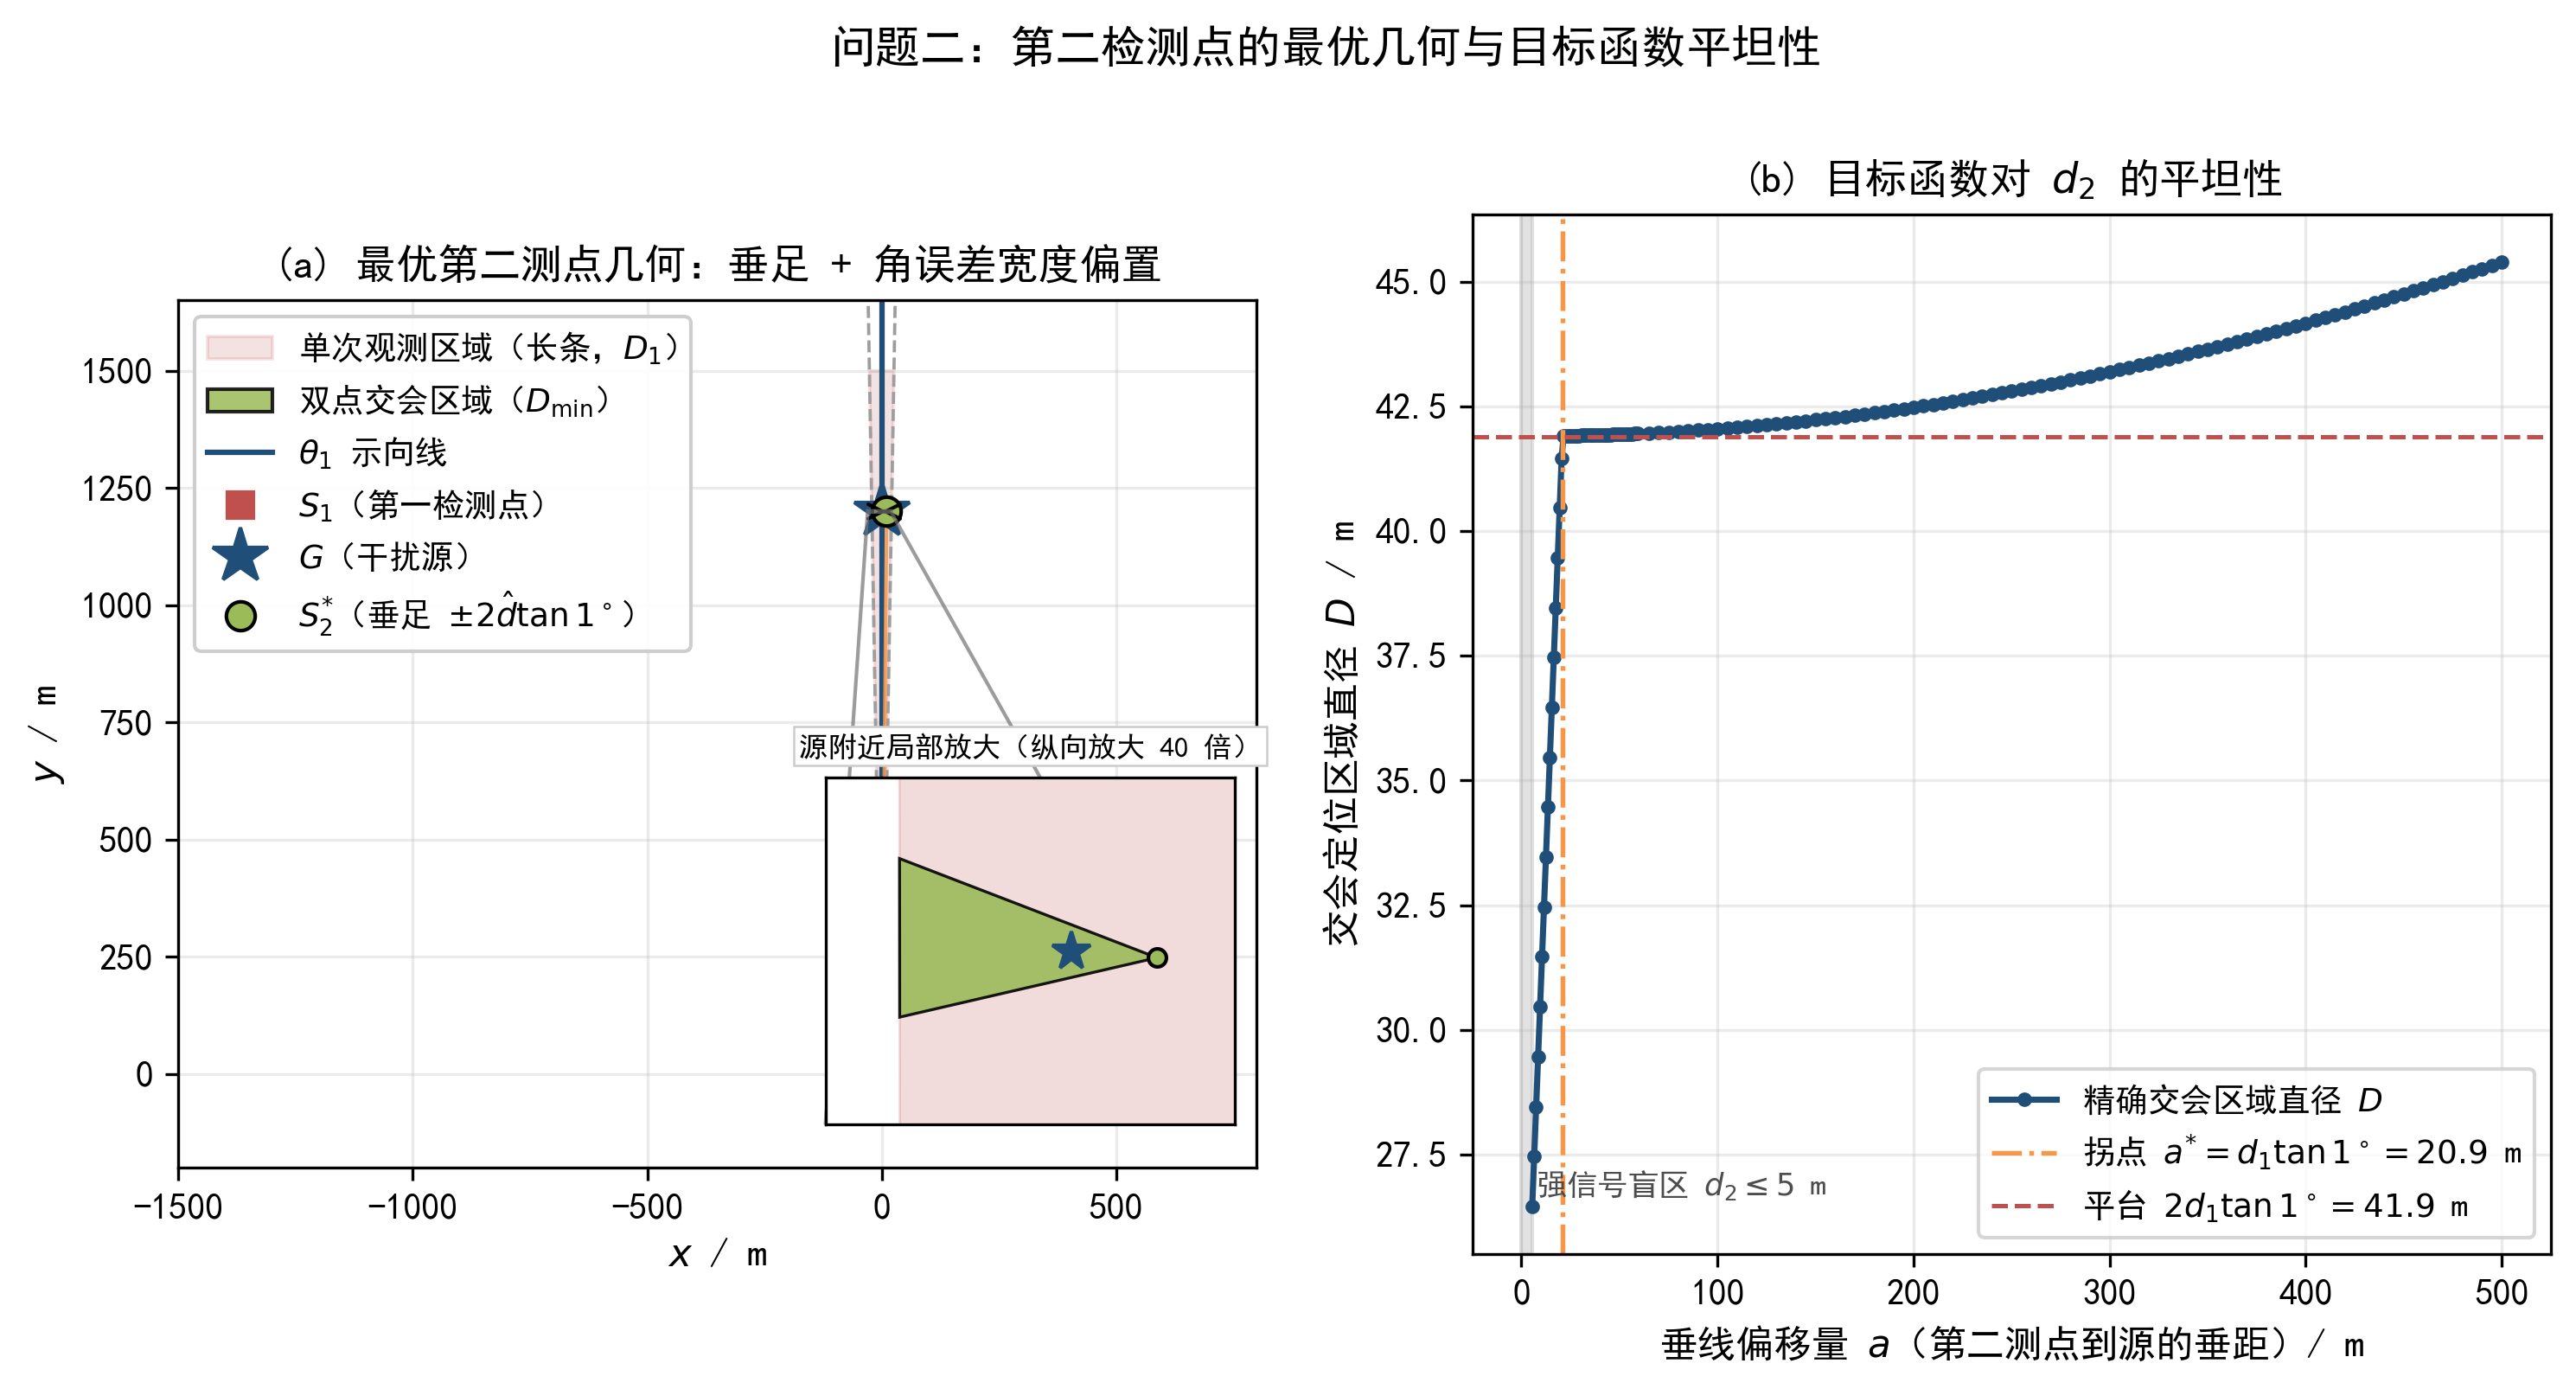 问题二：第二检测点的最优几何与目标函数平坦性
（a）最优第二测点几何：垂足 + 角误差宽度偏置
单次观测区域（长条，D₁）
双点交会区域（D_min）
θ₁ 示向线
S₁（第一检测点）
G（干扰源）
S₂*（垂足 ±2d̂tan 1°）
源附近局部放大（纵向放大 40 倍）
y / m
1500
1250
1000
750
500
250
0
−1500
−1000
−500
0
500
x / m
（b）目标函数对 d₂ 的平坦性
交会定位区域直径 D / m
45.0
42.5
40.0
37.5
35.0
32.5
30.0
27.5
强信号盲区 d₂ ≤ 5 m
精确交会区域直径 D
拐点 a* = d₁tan 1° = 20.9 m
平台 2d₁tan 1° = 41.9 m
0
100
200
300
400
500
垂线偏移量 a（第二测点到源的垂距）/ m